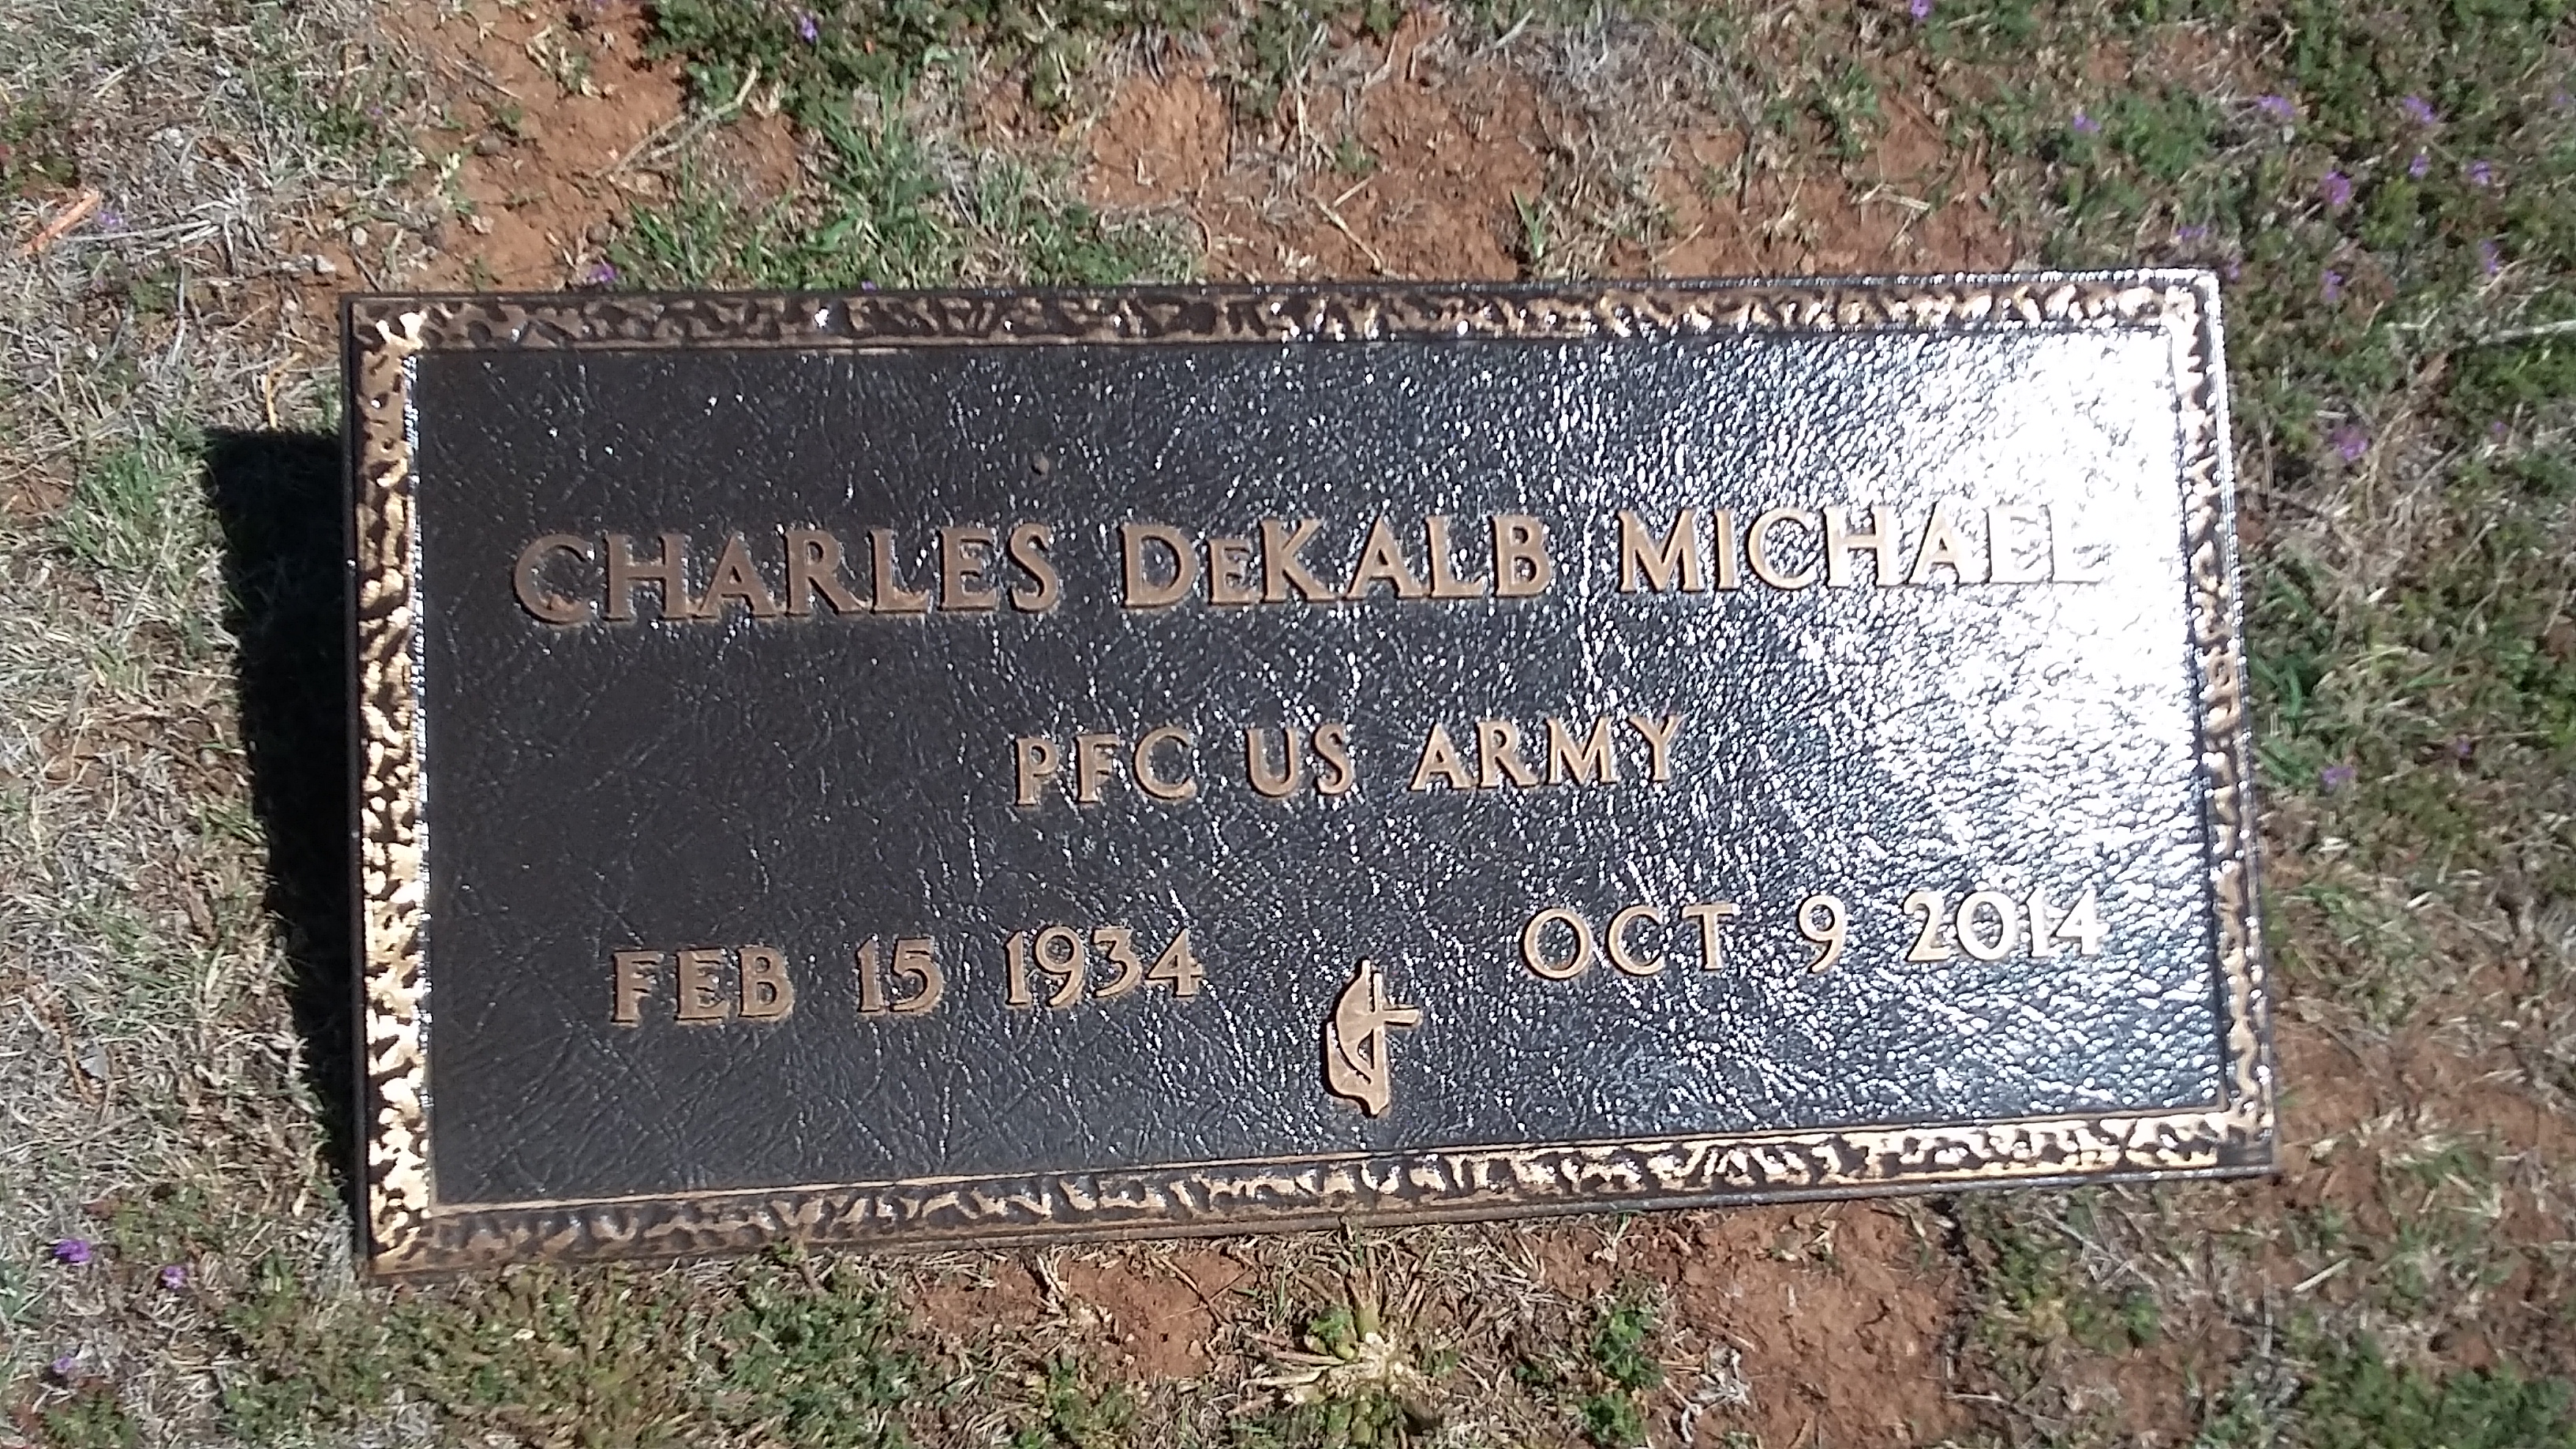 CHARLES DeKALB MICHAEL
PFC US ARMY
FEB 15 1934 OCT 9 2014